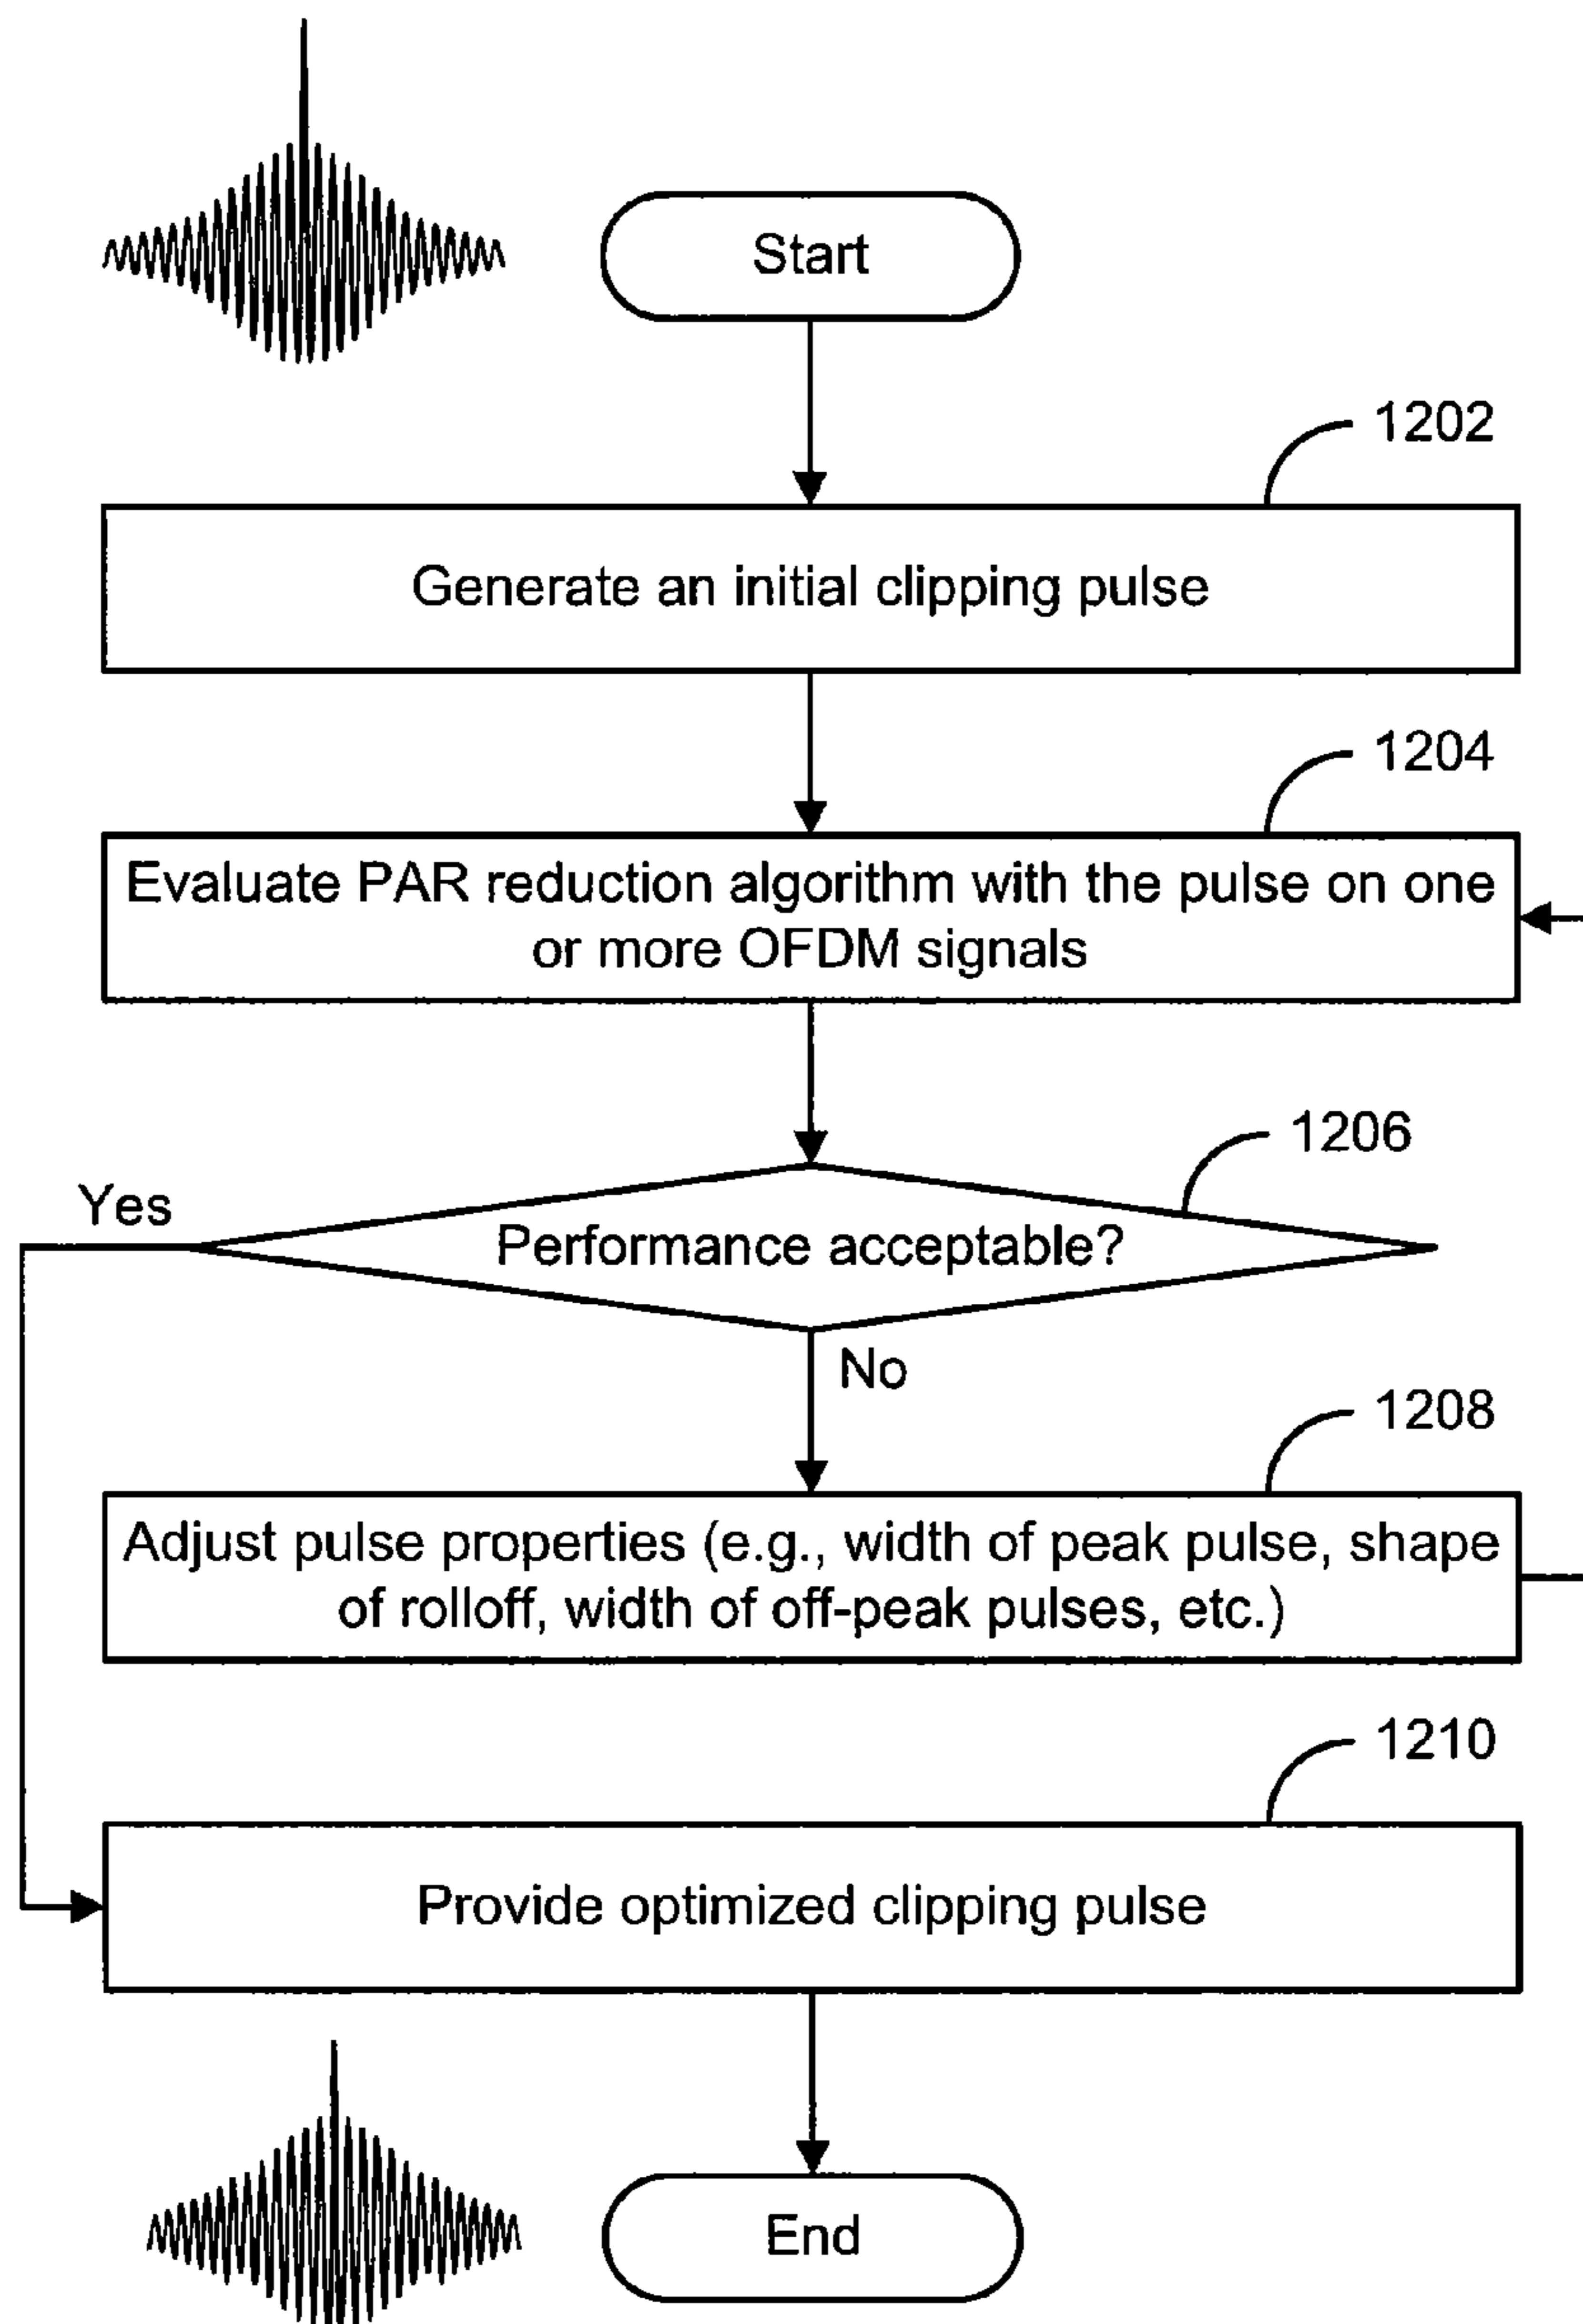 Start
1202
Generate an initial clipping pulse
1204
Evaluate PAR reduction algorithm with the pulse on one
or more OFDM signals
1206
Yes
Performance acceptable?
No
1208
Adjust pulse properties (e.g., width of peak pulse, shape
of rolloff, width of off-peak pulses, etc.)
1210
Provide optimized clipping pulse
End